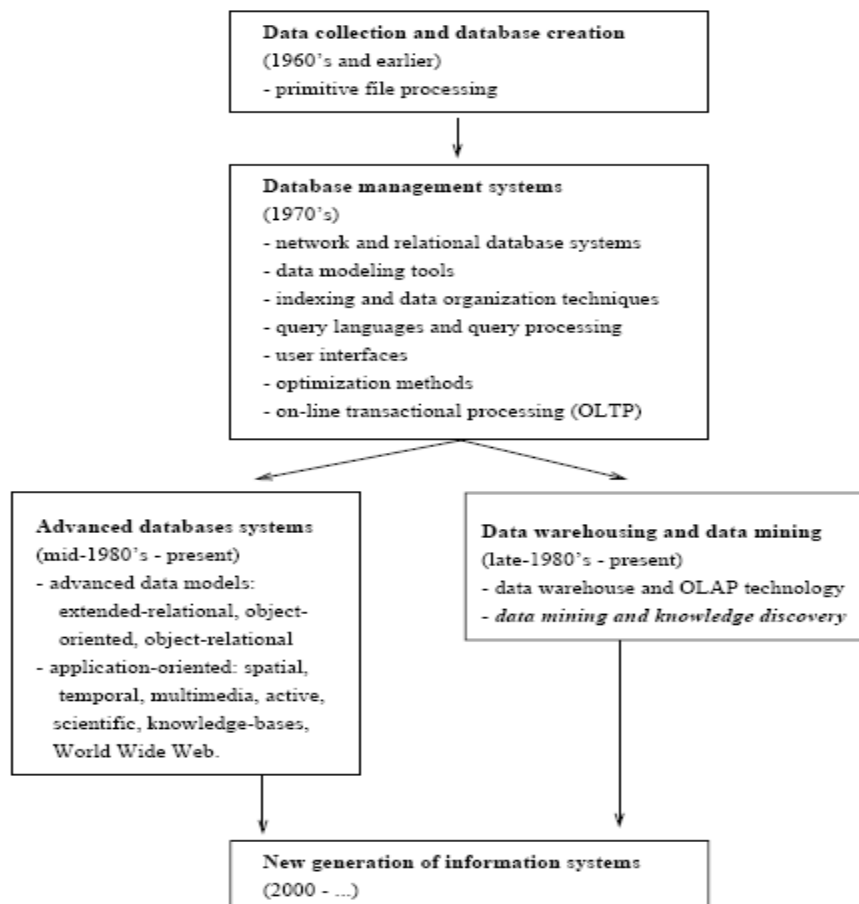 Data collection and database creation
(1960's and earlier)
- primitive file processing
Database management systems
(1970's)
- network and relational database systems
- data modeling tools
- indexing and data organization techniques
- query languages and query processing
- user interfaces
- optimization methods
- on-line transactional processing (OLTP)
Advanced databases systems
(mid-1980's - present)
- advanced data models:
extended-relational, object-
oriented, object-relational
- application-oriented: spatial,
temporal, multimedia, active,
scientific, knowledge-bases,
World Wide Web.
Data warehousing and data mining
(late-1980's - present)
- data warehouse and OLAP technology
- data mining and knowledge discovery
New generation of information systems
(2000 - ...)